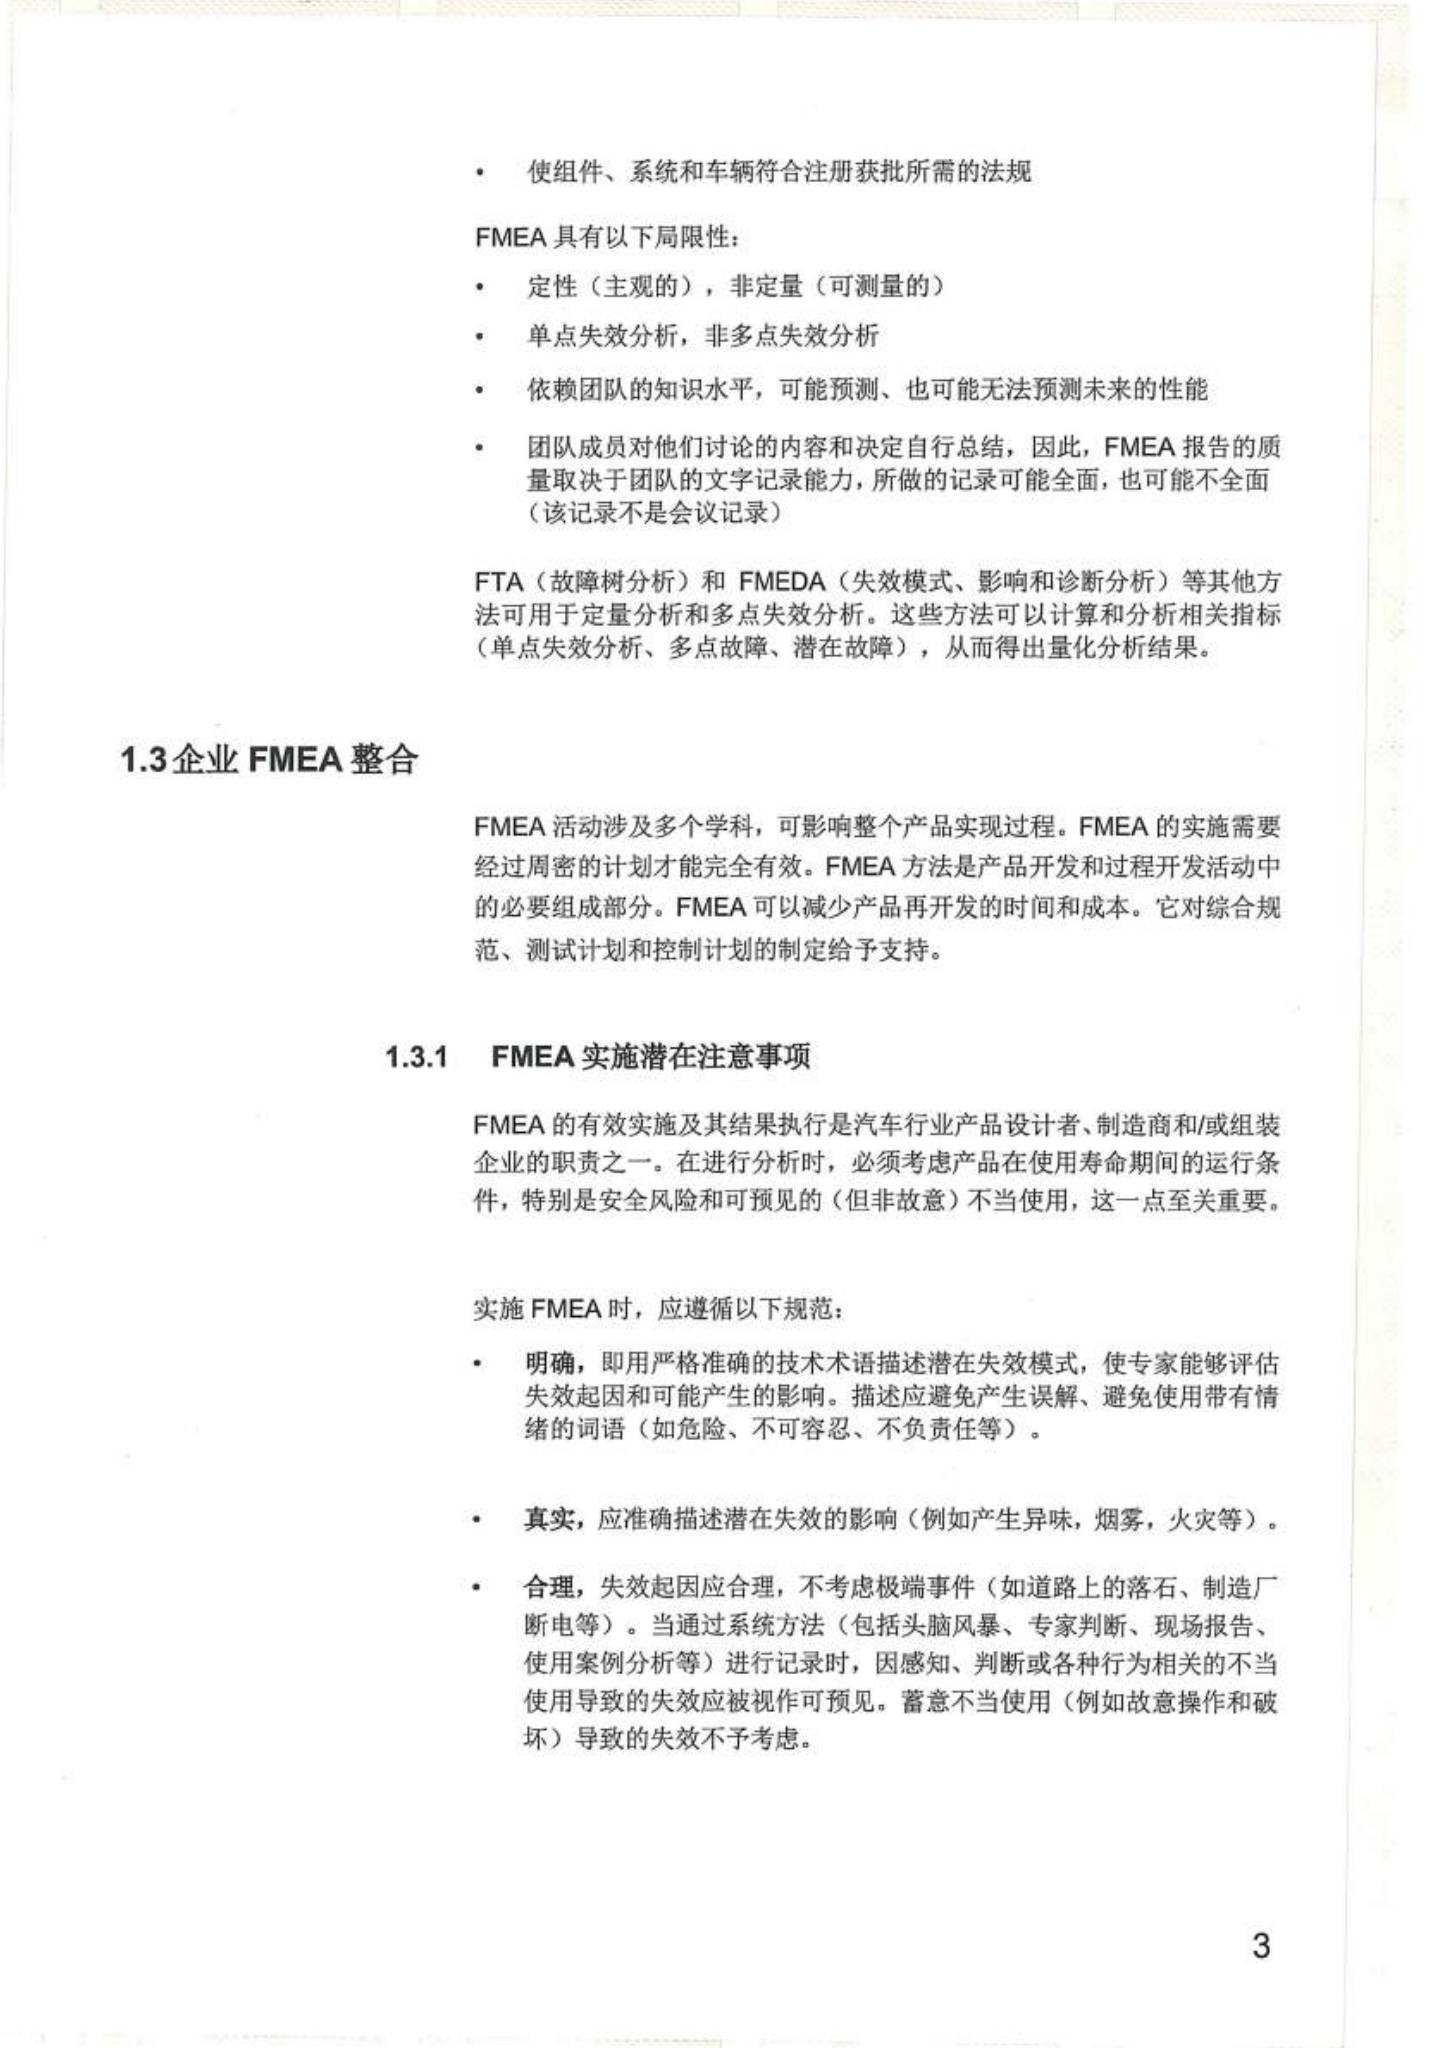 • 使组件、系统和车辆符合注册获批所需的法规
FMEA 具有以下局限性：
• 定性（主观的），非定量（可测量的）
• 单点失效分析，非多点失效分析
• 依赖团队的知识水平，可能预测、也可能无法预测未来的性能
• 团队成员对他们讨论的内容和决定自行总结，因此，FMEA 报告的质
量取决于团队的文字记录能力，所做的记录可能全面，也可能不全面
（该记录不是会议记录）
FTA（故障树分析）和 FMEDA（失效模式、影响和诊断分析）等其他方
法可用于定量分析和多点失效分析。这些方法可以计算和分析相关指标
（单点失效分析、多点故障、潜在故障），从而得出量化分析结果。
1.3 企业 FMEA 整合
FMEA 活动涉及多个学科，可影响整个产品实现过程。FMEA 的实施需要
经过周密的计划才能完全有效。FMEA 方法是产品开发和过程开发活动中
的必要组成部分。FMEA 可以减少产品再开发的时间和成本。它对综合规
范、测试计划和控制计划的制定给予支持。
1.3.1 FMEA 实施潜在注意事项
FMEA 的有效实施及其结果执行是汽车行业产品设计者、制造商和/或组装
企业的职责之一。在进行分析时，必须考虑产品在使用寿命期间的运行条
件，特别是安全风险和可预见的（但非故意）不当使用，这一点至关重要。
实施 FMEA 时，应遵循以下规范：
• 明确，即用严格准确的技术术语描述潜在失效模式，使专家能够评估
失效起因和可能产生的影响。描述应避免产生误解、避免使用带有情
绪的词语（如危险、不可容忍、不负责任等）。
• 真实，应准确描述潜在失效的影响（例如产生异味，烟雾，火灾等）。
• 合理，失效起因应合理，不考虑极端事件（如道路上的落石、制造厂
断电等）。当通过系统方法（包括头脑风暴、专家判断、现场报告、
使用案例分析等）进行记录时，因感知、判断或各种行为相关的不当
使用导致的失效应被视作可预见。蓄意不当使用（例如故意操作和破
坏）导致的失效不予考虑。
3